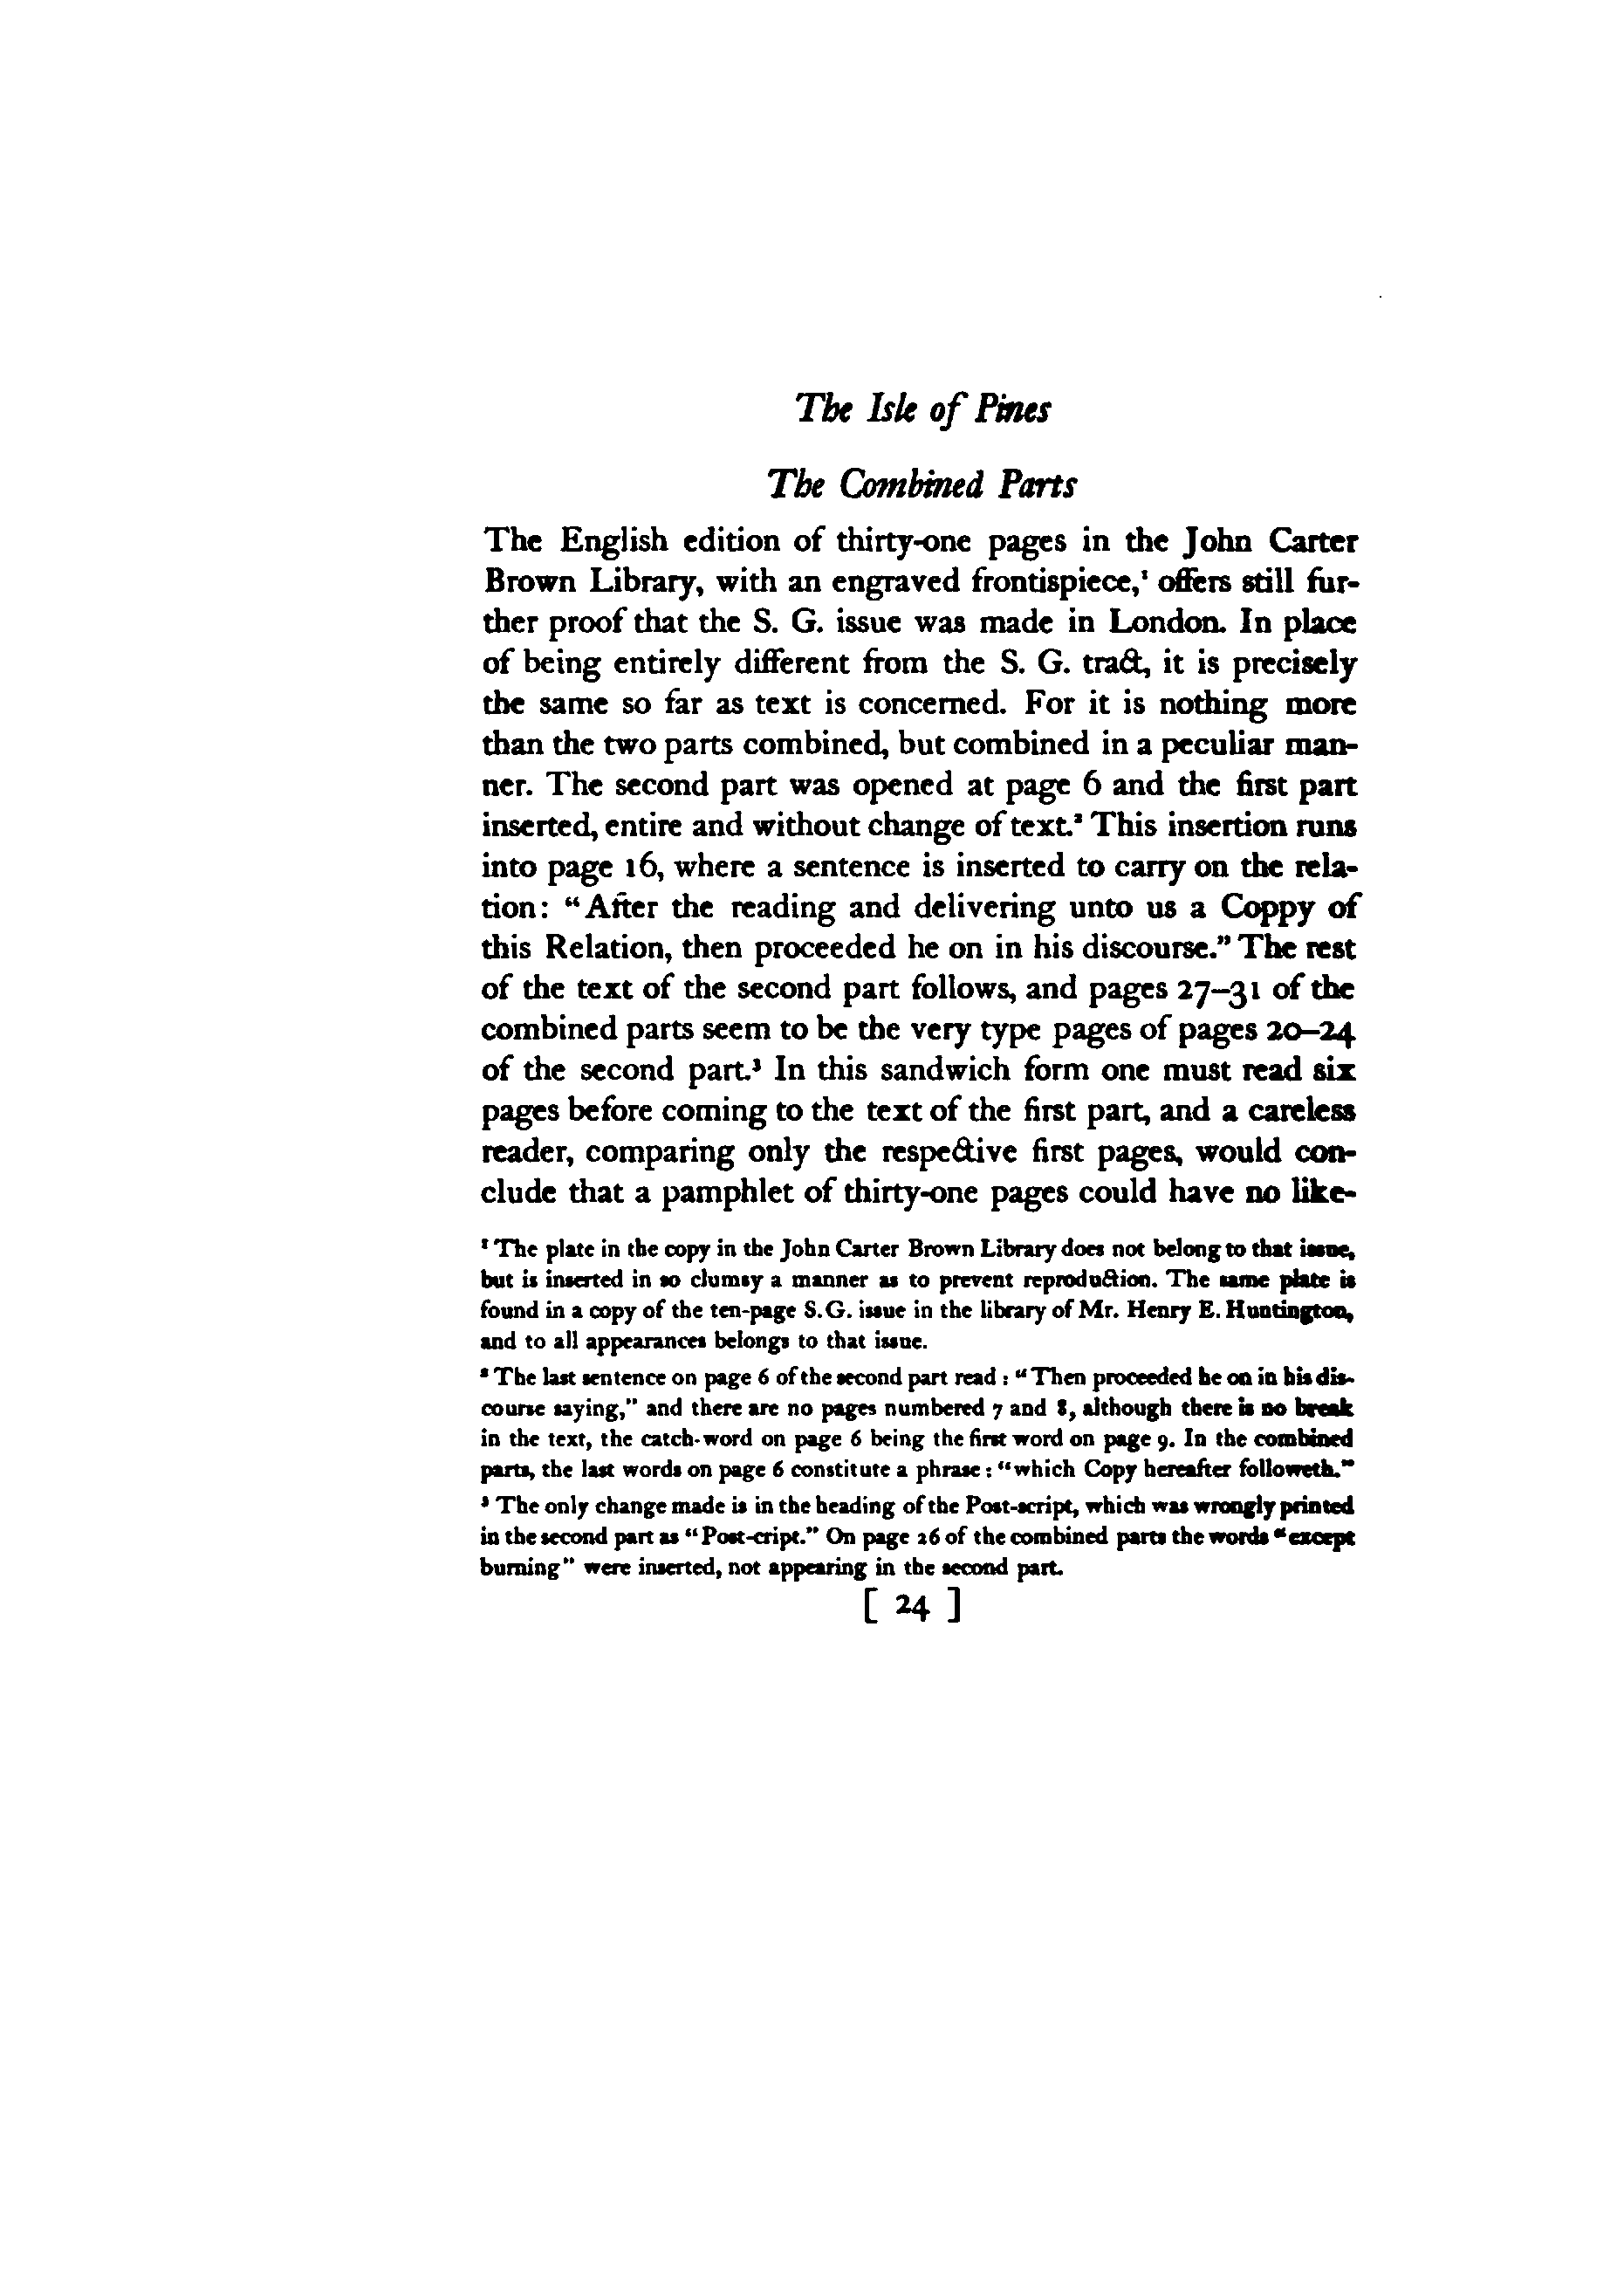 The Isle of Pines
The Combined Parts
The English edition of thirty-one pages in the John Carter
Brown Library, with an engraved frontispiece,¹ offers still fur-
ther proof that the S. G. issue was made in London. In place
of being entirely different from the S. G. tract, it is precisely
the same so far as text is concerned. For it is nothing more
than the two parts combined, but combined in a peculiar man-
ner. The second part was opened at page 6 and the first part
inserted, entire and without change of text.² This insertion runs
into page 16, where a sentence is inserted to carry on the rela-
tion: “After the reading and delivering unto us a Coppy of
this Relation, then proceeded he on in his discourse.” The rest
of the text of the second part follows, and pages 27–31 of the
combined parts seem to be the very type pages of pages 20–24
of the second part.³ In this sandwich form one must read six
pages before coming to the text of the first part, and a careless
reader, comparing only the respective first pages, would con-
clude that a pamphlet of thirty-one pages could have no like-
¹ The plate in the copy in the John Carter Brown Library does not belong to that issue,
but is inserted in so clumsy a manner as to prevent reproduction. The same plate is
found in a copy of the ten-page S.G. issue in the library of Mr. Henry E. Huntington,
and to all appearances belongs to that issue.
² The last sentence on page 6 of the second part read: “Then proceeded he on in his dis-
course saying,” and there are no pages numbered 7 and 8, although there is no break
in the text, the catch-word on page 6 being the first word on page 9. In the combined
parts, the last words on page 6 constitute a phrase: “which Copy hereafter followeth.”
³ The only change made is in the heading of the Post-script, which was wrongly printed
in the second part as “Post-cript.” On page 26 of the combined parts the words “except
burning” were inserted, not appearing in the second part.
[ 24 ]